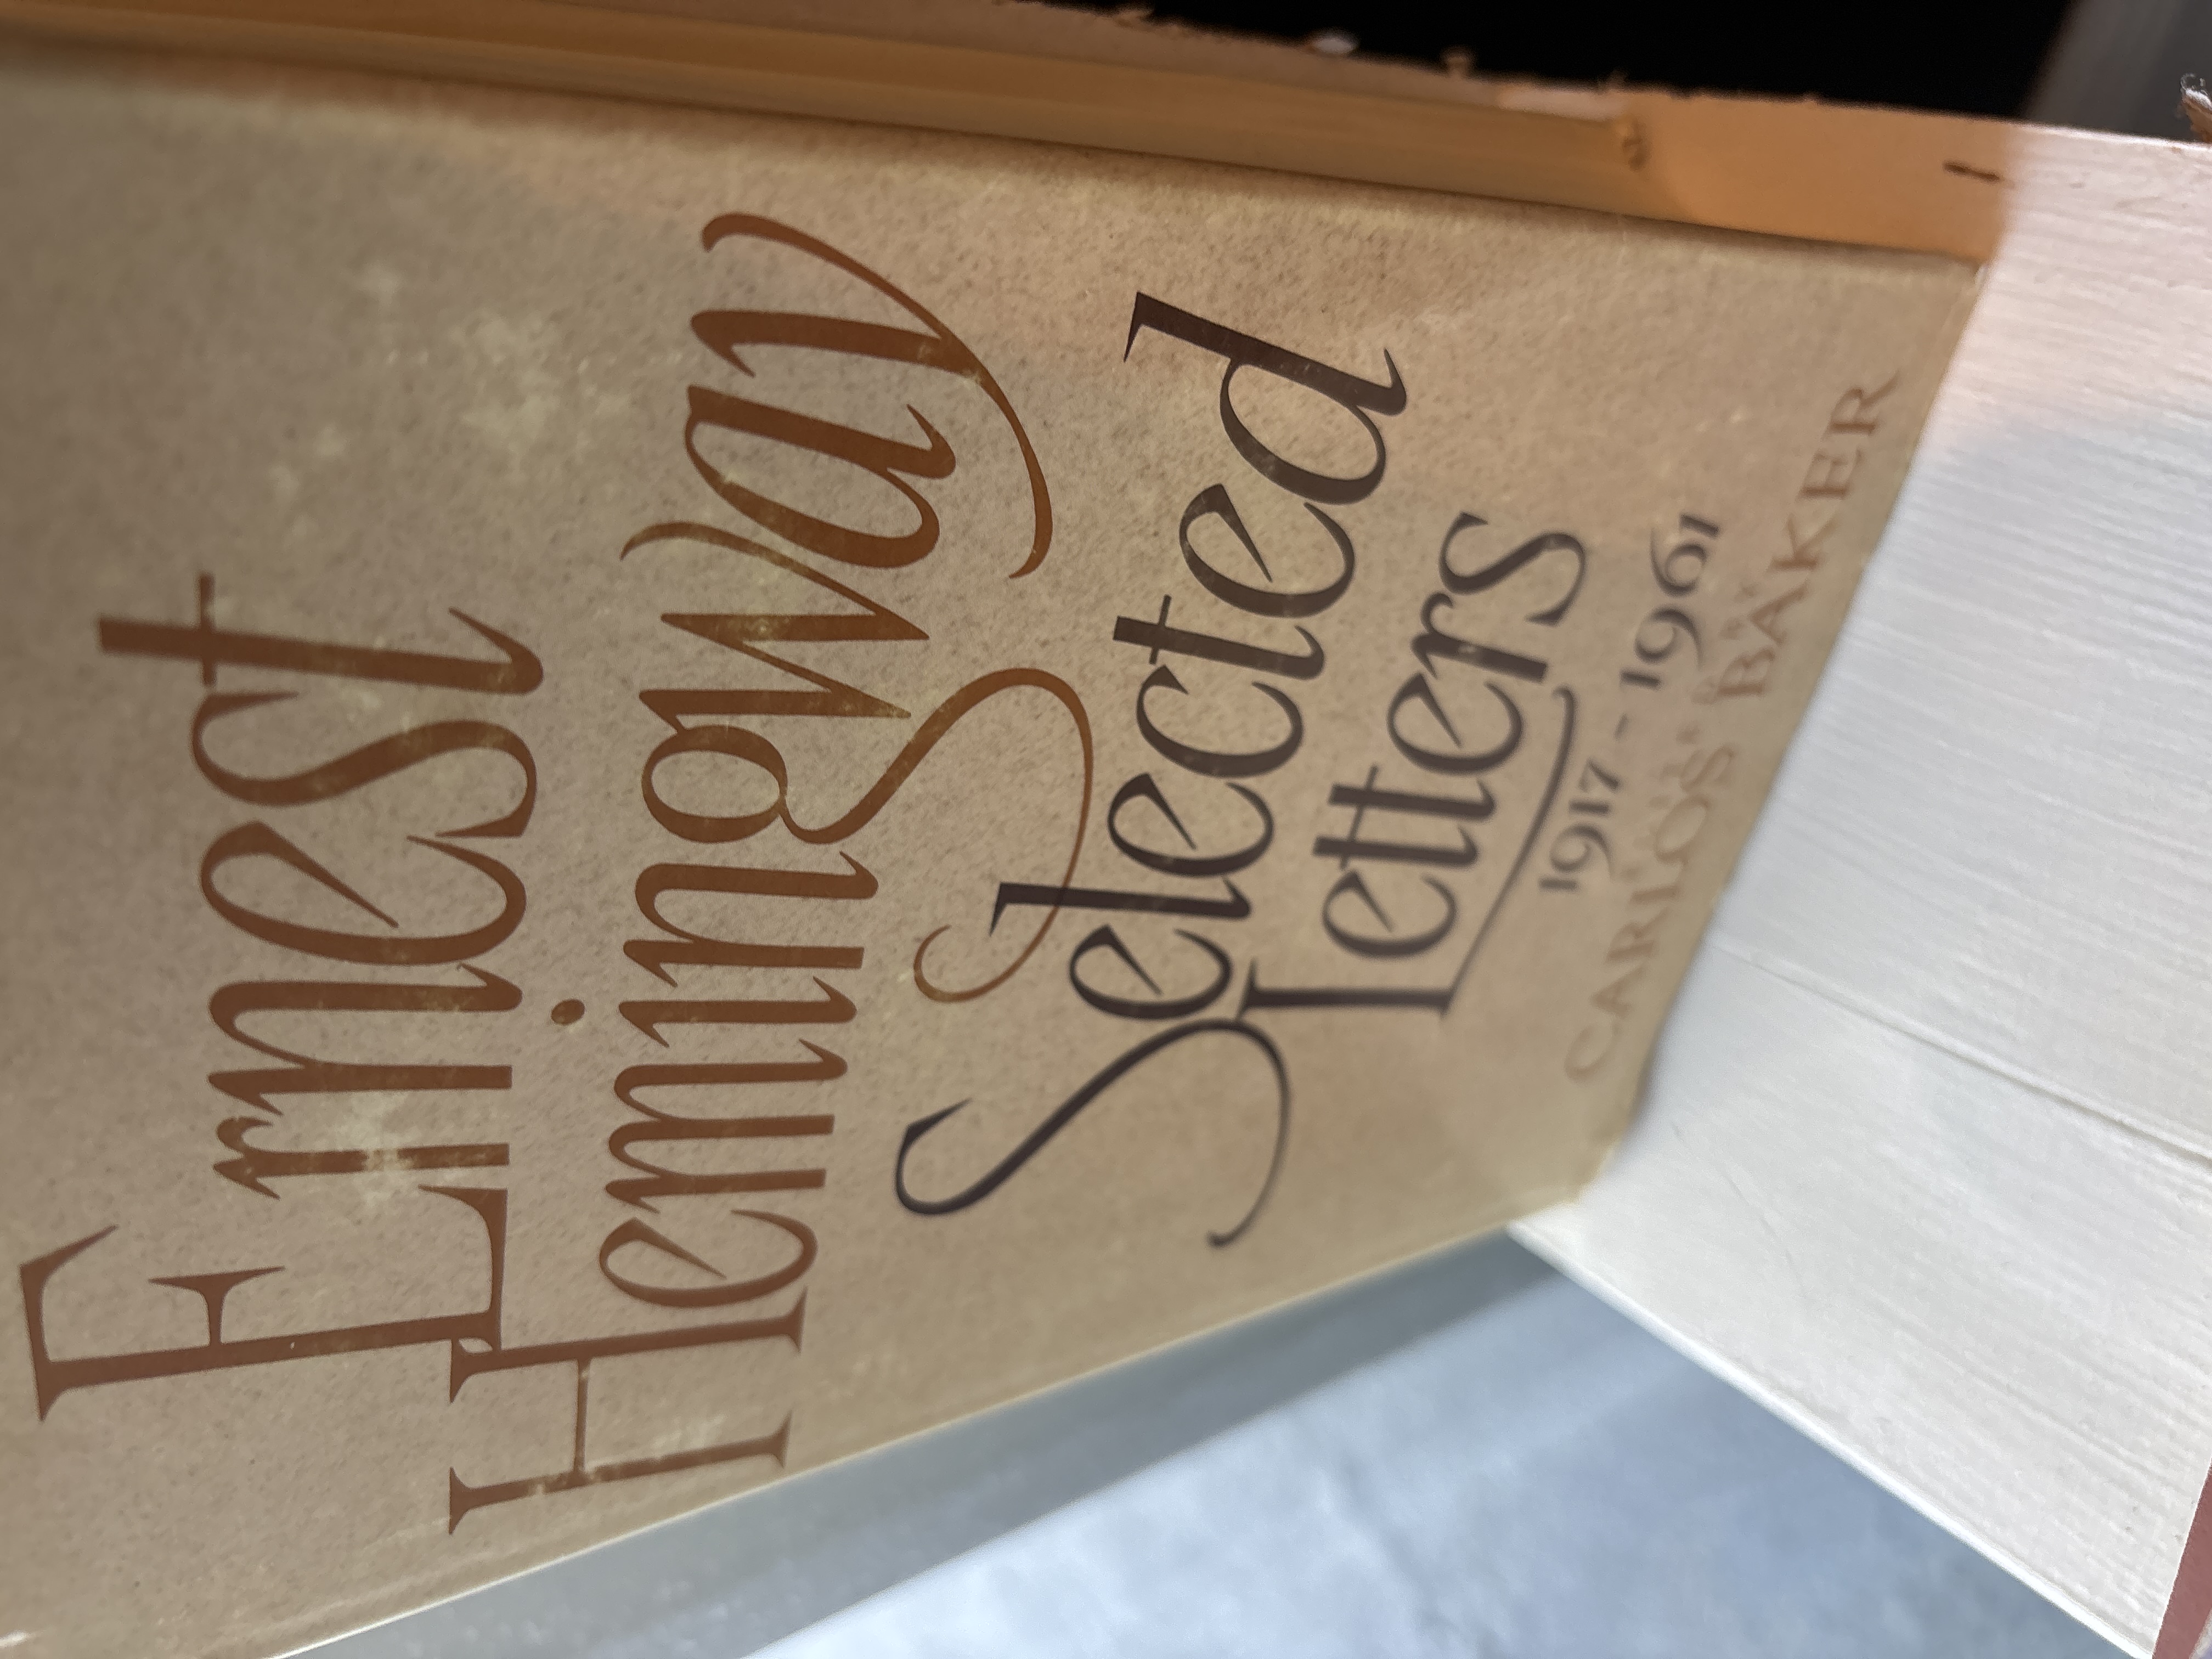 Ernest
Hemingway
Selected
Letters
1917-1961
CARLOS BAKER